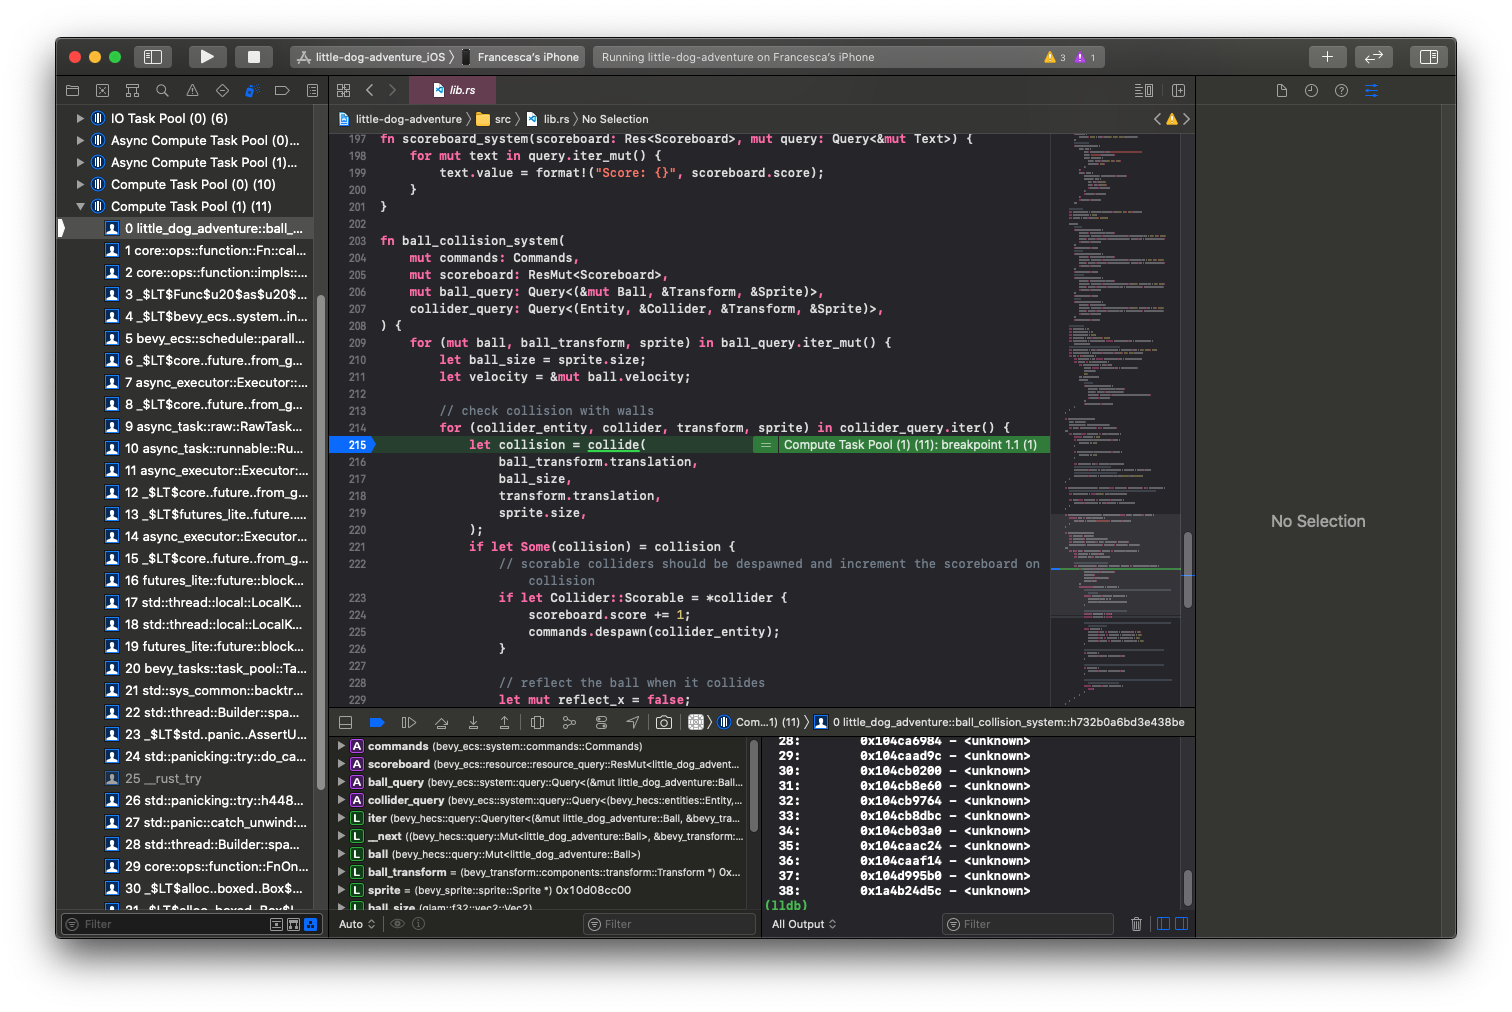 little-dog-adventure_iOS
Francesca's iPhone
Running little-dog-adventure on Francesca's iPhone
3
1
lib.rs
little-dog-adventure
src
lib.rs
No Selection
IO Task Pool (0) (6)
Async Compute Task Pool (0)...
Async Compute Task Pool (1)...
Compute Task Pool (0) (10)
Compute Task Pool (1) (11)
0 little_dog_adventure::ball_...
1 core::ops::function::Fn::cal...
2 core::ops::function::impls::...
3 _$LT$Func$u20$as$u20$...
4 _$LT$bevy_ecs..system..in...
5 bevy_ecs::schedule::parall...
6 _$LT$core..future..from_g...
7 async_executor::Executor::...
8 _$LT$core..future..from_g...
9 async_task::raw::RawTask...
10 async_task::runnable::Ru...
11 async_executor::Executor:...
12 _$LT$core..future..from_g...
13 _$LT$futures_lite..future....
14 async_executor::Executor...
15 _$LT$core..future..from_g...
16 futures_lite::future::block...
17 std::thread::local::LocalK...
18 std::thread::local::LocalK...
19 futures_lite::future::block...
20 bevy_tasks::task_pool::Ta...
21 std::sys_common::backtr...
22 std::thread::Builder::spa...
23 _$LT$std..panic..AssertU...
24 std::panicking::try::do_ca...
25 __rust_try
26 std::panicking::try::h448...
27 std::panic::catch_unwind:...
28 std::thread::Builder::spa...
29 core::ops::function::FnOn...
30 _$LT$alloc..boxed..Box$...
31 _$LT$alloc..boxed..Box$L...
Filter
197 fn scoreboard_system(scoreboard: Res<Scoreboard>, mut query: Query<&mut Text>) {
198     for mut text in query.iter_mut() {
199         text.value = format!("Score: {}", scoreboard.score);
200     }
201 }
202
203 fn ball_collision_system(
204     mut commands: Commands,
205     mut scoreboard: ResMut<Scoreboard>,
206     mut ball_query: Query<(&mut Ball, &Transform, &Sprite)>,
207     collider_query: Query<(Entity, &Collider, &Transform, &Sprite)>,
208 ) {
209     for (mut ball, ball_transform, sprite) in ball_query.iter_mut() {
210         let ball_size = sprite.size;
211         let velocity = &mut ball.velocity;
212
213         // check collision with walls
214         for (collider_entity, collider, transform, sprite) in collider_query.iter() {
215             let collision = collide( = Compute Task Pool (1) (11): breakpoint 1.1 (1)
216                 ball_transform.translation,
217                 ball_size,
218                 transform.translation,
219                 sprite.size,
220             );
221             if let Some(collision) = collision {
222                 // scorable colliders should be despawned and increment the scoreboard on
collision
223                 if let Collider::Scorable = *collider {
224                     scoreboard.score += 1;
225                     commands.despawn(collider_entity);
226                 }
227
228                 // reflect the ball when it collides
229                 let mut reflect_x = false;
Com...1) (11)
0 little_dog_adventure::ball_collision_system::h732b0a6bd3e438be
A commands (bevy_ecs::system::commands::Commands)
A scoreboard (bevy_ecs::resource::resource_query::ResMut<little_dog_advent...
A ball_query (bevy_ecs::system::query::Query<(&mut little_dog_adventure::Ball...
A collider_query (bevy_ecs::system::query::Query<(bevy_hecs::entities::Entity,...
L iter (bevy_hecs::query::QueryIter<(&mut little_dog_adventure::Ball, &bevy_tra...
L __next ((bevy_hecs::query::Mut<little_dog_adventure::Ball>, &bevy_transform:...
L ball (bevy_hecs::query::Mut<little_dog_adventure::Ball>)
L ball_transform = (bevy_transform::components::transform::Transform *) 0x...
L sprite = (bevy_sprite::sprite::Sprite *) 0x10d08cc00
L ball_size (glam::f32::vec2::Vec2)
Auto
Filter
28: 0x104ca6984 - <unknown>
29: 0x104caad9c - <unknown>
30: 0x104cb0200 - <unknown>
31: 0x104cb8e60 - <unknown>
32: 0x104cb9764 - <unknown>
33: 0x104cb8dbc - <unknown>
34: 0x104cb03a0 - <unknown>
35: 0x104caac24 - <unknown>
36: 0x104caaf14 - <unknown>
37: 0x104d995b0 - <unknown>
38: 0x1a4b24d5c - <unknown>
(lldb)
All Output
Filter
No Selection